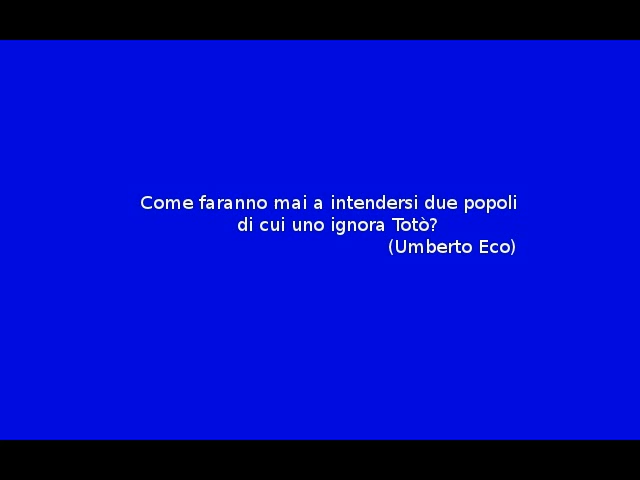 Come faranno mai a intendersi due popoli
di cui uno ignora Totò?
(Umberto Eco)